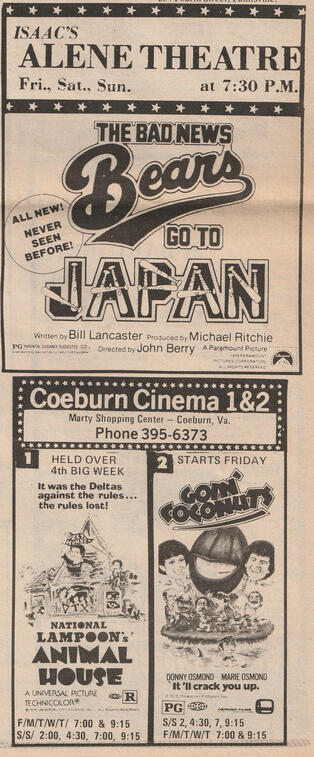 ISAAC'S
ALENE THEATRE
Fri., Sat., Sun. at 7:30 P.M.
THE BAD NEWS
Bears
GO TO
JAPAN
ALL NEW!
NEVER
SEEN
BEFORE!
Written by Bill Lancaster Produced by Michael Ritchie
Directed by John Berry A Paramount Picture
PG PARENTAL GUIDANCE SUGGESTED
PICTURES CORPORATION
ALL RIGHTS RESERVED
Coeburn Cinema 1&2
Marty Shopping Center – Coeburn, Va.
Phone 395-6373
1 HELD OVER
4th BIG WEEK
It was the Deltas
against the rules...
the rules lost!
NATIONAL
LAMPOON's
ANIMAL
HOUSE
A UNIVERSAL PICTURE
TECHNICOLOR®
R
F/M/T/W/T/ 7:00 & 9:15
S/S/ 2:00, 4:30, 7:00, 9:15
2 STARTS FRIDAY
GOIN'
COCONUTS
DONNY OSMOND MARIE OSMOND
It'll crack you up.
PG
S/S 2, 4:30, 7, 9:15
F/M/T/W/T 7:00 & 9:15